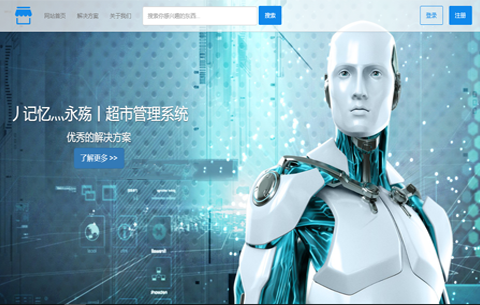 网站首页 解决方案 关于我们 搜索你感兴趣的东西... 搜索 登录 注册
丿记忆灬永殇丨超市管理系统
优秀的解决方案
了解更多 >>